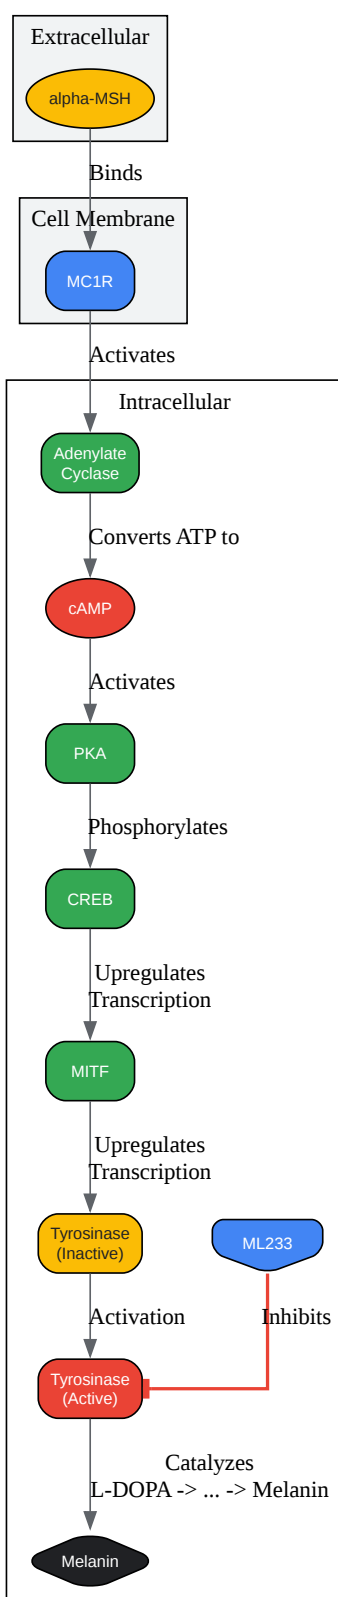 Extracellular
alpha-MSH
Binds
Cell Membrane
MC1R
Activates
Intracellular
Adenylate
Cyclase
Converts ATP to
cAMP
Activates
PKA
Phosphorylates
CREB
Upregulates
Transcription
MITF
Upregulates
Transcription
Tyrosinase
(Inactive)
ML233
Activation
Inhibits
Tyrosinase
(Active)
Catalyzes
L-DOPA -> ... -> Melanin
Melanin